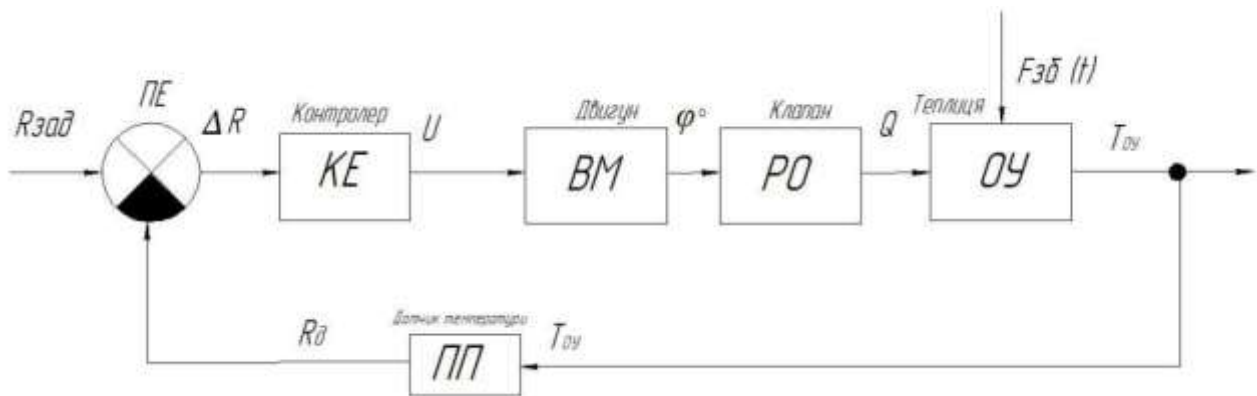 Fзб (t)
ПЕ
Rзад
ΔR
Контролер
КЕ
U
Двигун
ВМ
φ°
Клапан
РО
Q
Теплиця
ОУ
Tоу
Rд
Датчик температури
ПП
Tоу